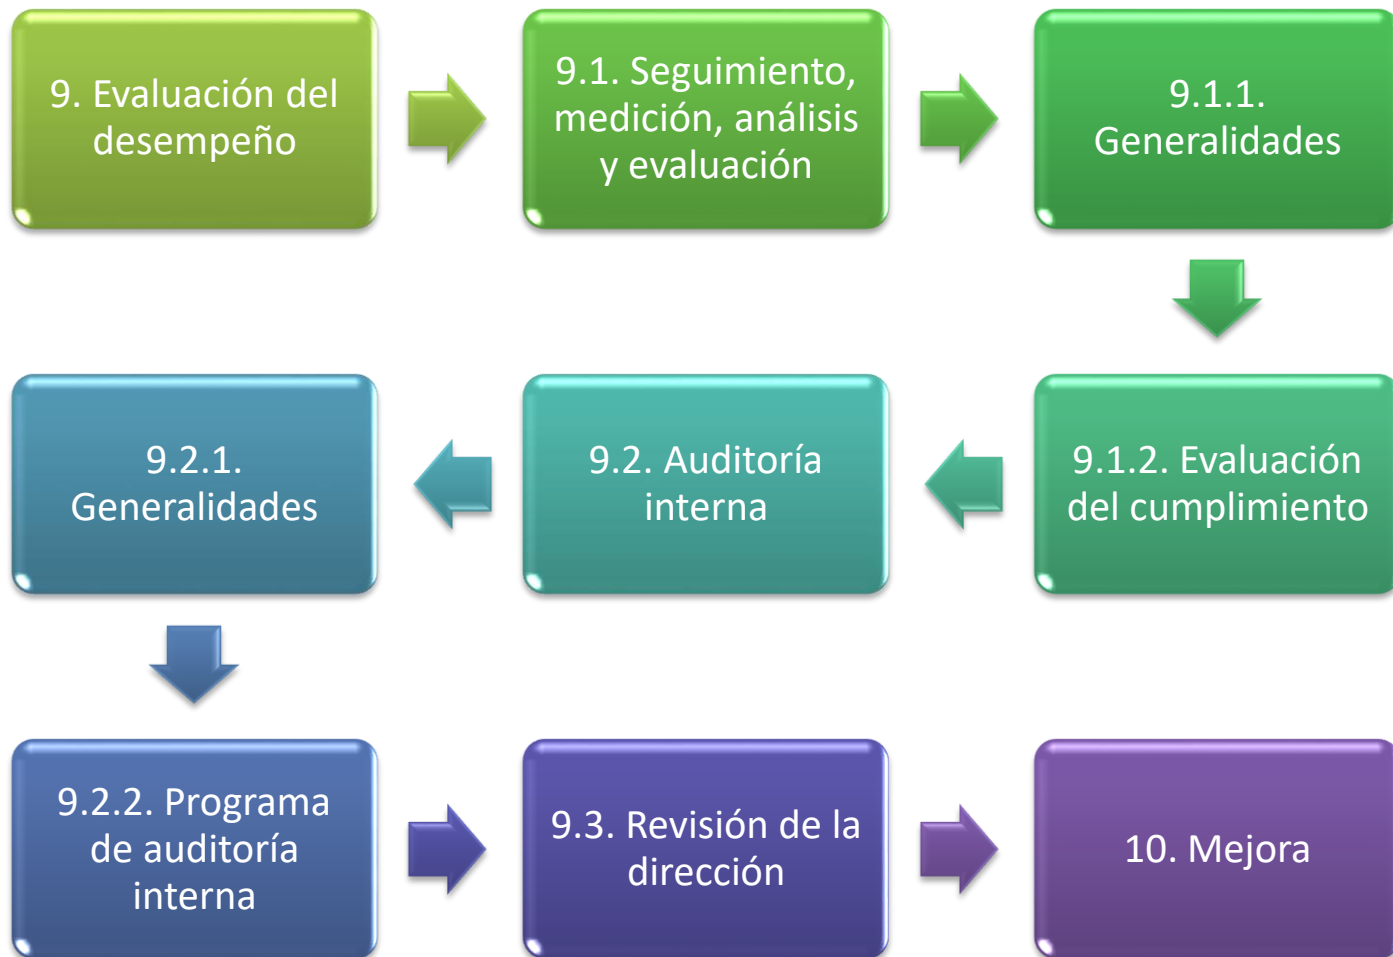 9. Evaluación del
desempeño
9.1. Seguimiento,
medición, análisis
y evaluación
9.1.1.
Generalidades
9.1.2. Evaluación
del cumplimiento
9.2. Auditoría
interna
9.2.1.
Generalidades
9.2.2. Programa
de auditoría
interna
9.3. Revisión de la
dirección
10. Mejora